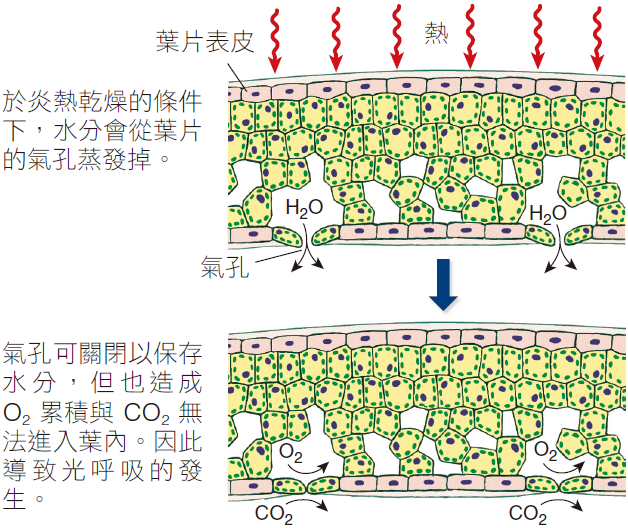 葉片表皮
熱
於炎熱乾燥的條件
下，水分會從葉片
的氣孔蒸發掉。
H₂O
H₂O
氣孔
氣孔可關閉以保存
水分，但也造成
O₂ 累積與 CO₂ 無
法進入葉內。因此
導致光呼吸的發
生。
O₂
O₂
CO₂
CO₂